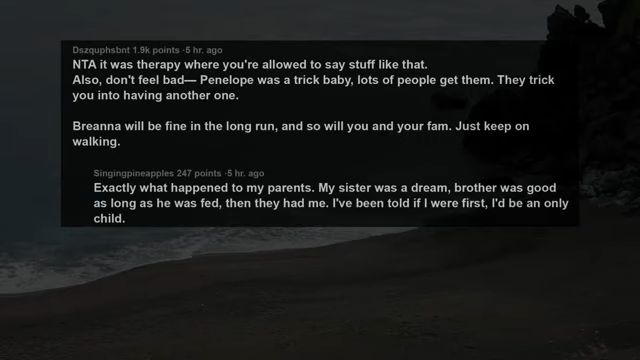 Dszquphsbnt 1.9k points ·5 hr. ago
NTA it was therapy where you're allowed to say stuff like that.
Also, don't feel bad— Penelope was a trick baby, lots of people get them. They trick
you into having another one.
Breanna will be fine in the long run, and so will you and your fam. Just keep on
walking.
Singingpineapples 247 points ·5 hr. ago
Exactly what happened to my parents. My sister was a dream, brother was good
as long as he was fed, then they had me. I've been told if I were first, I'd be an only
child.